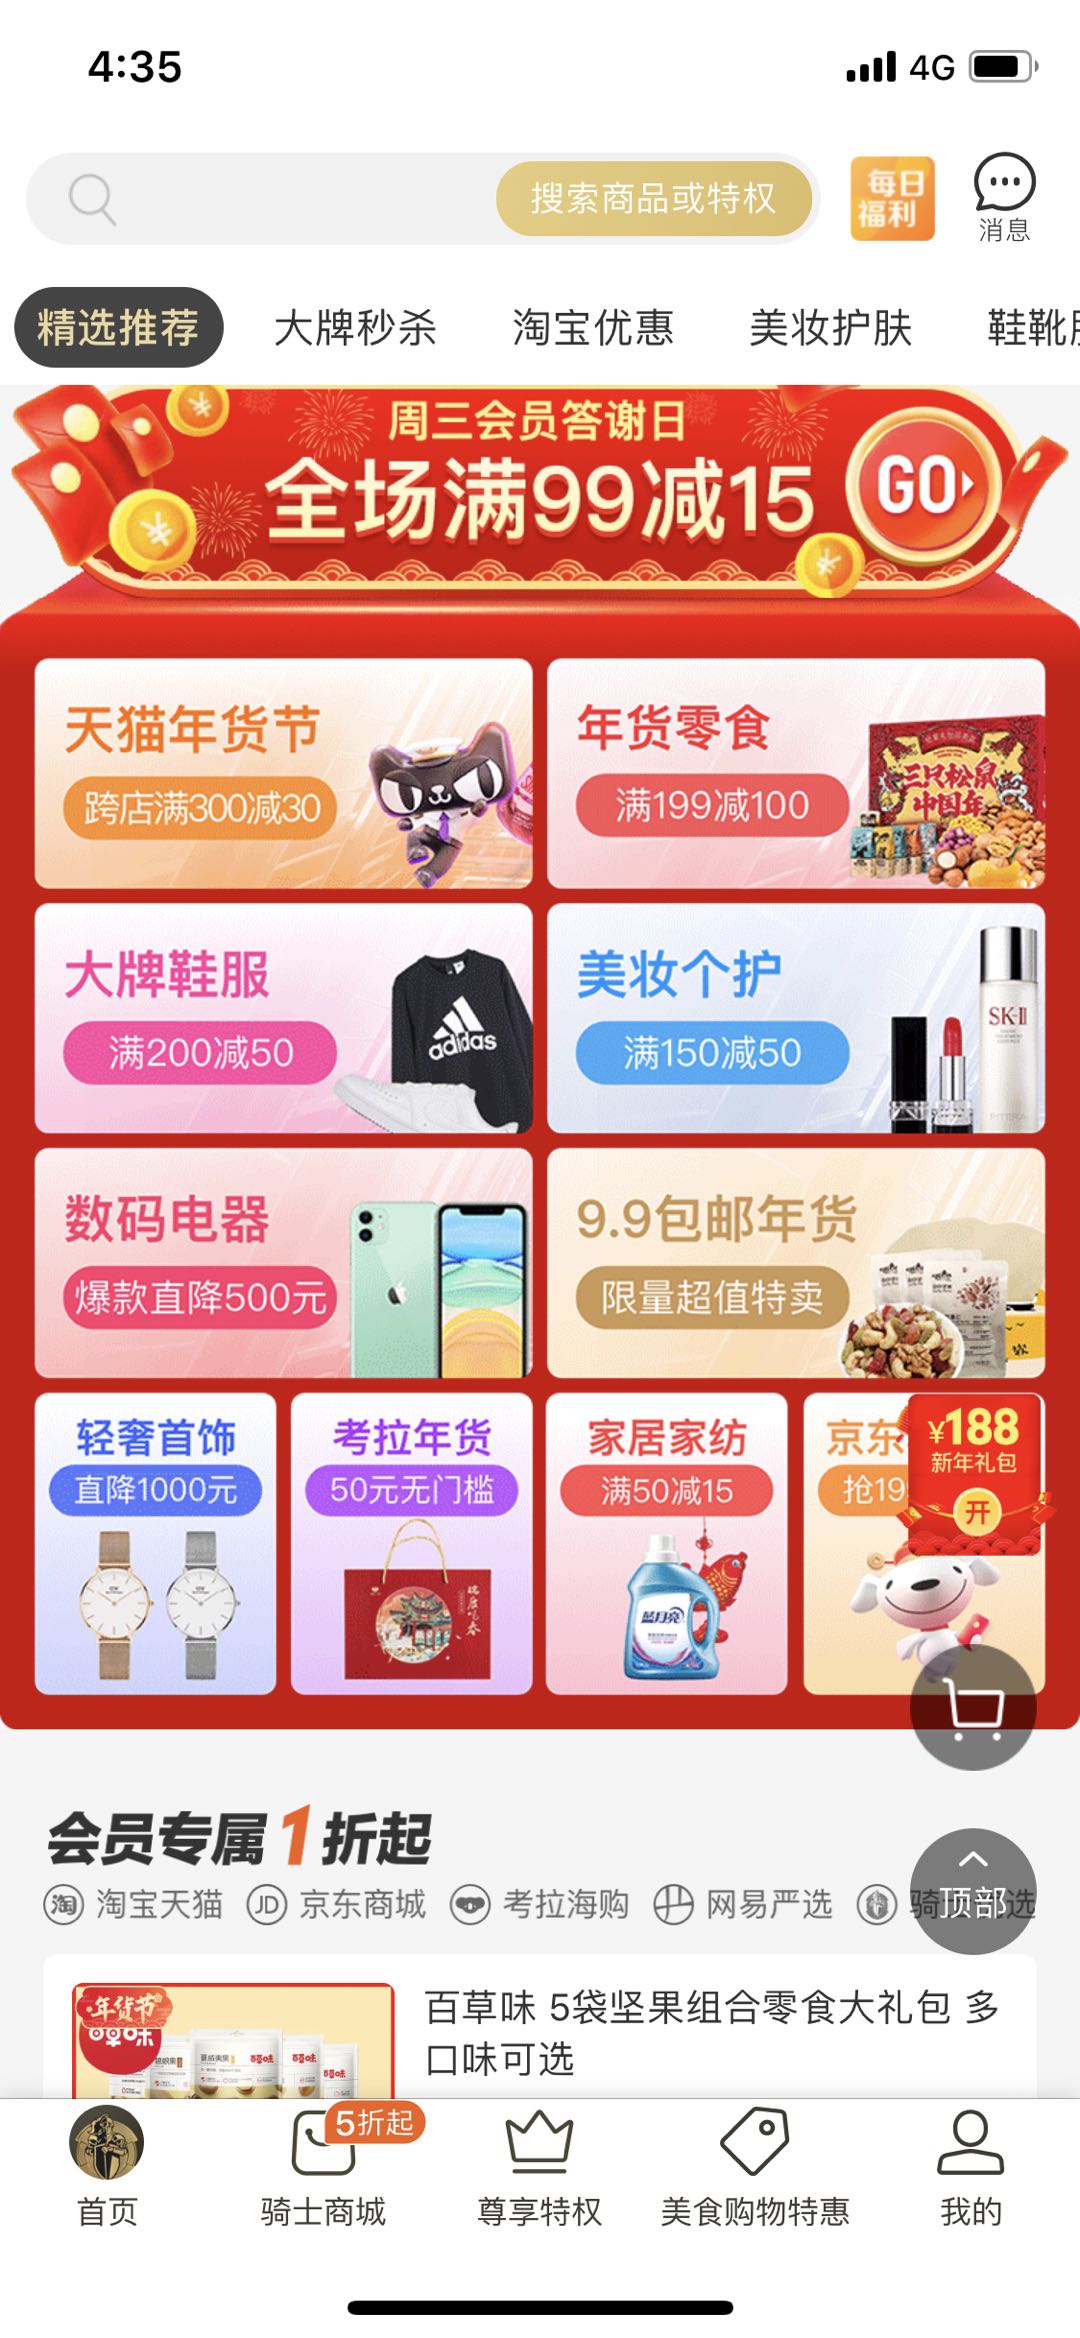 4:35
4G
搜索商品或特权
每日
福利
消息
精选推荐 大牌秒杀 淘宝优惠 美妆护肤 鞋靴
周三会员答谢日
全场满99减15
GO
天猫年货节
跨店满300减30
年货零食
满199减100
三只松鼠
中国年
大牌鞋服
满200减50
adidas
美妆个护
满150减50
SK-II
数码电器
爆款直降500元
9.9包邮年货
限量超值特卖
轻奢首饰
直降1000元
考拉年货
50元无门槛
家居家纺
满50减15
蓝月亮
京东
抢19
¥188
新年礼包
开
会员专属1折起
淘 淘宝天猫 JD 京东商城 考拉海购 网易严选
顶部
年货节
百草味
百草味 5袋坚果组合零食大礼包 多
口味可选
5折起
首页 骑士商城 尊享特权 美食购物特惠 我的